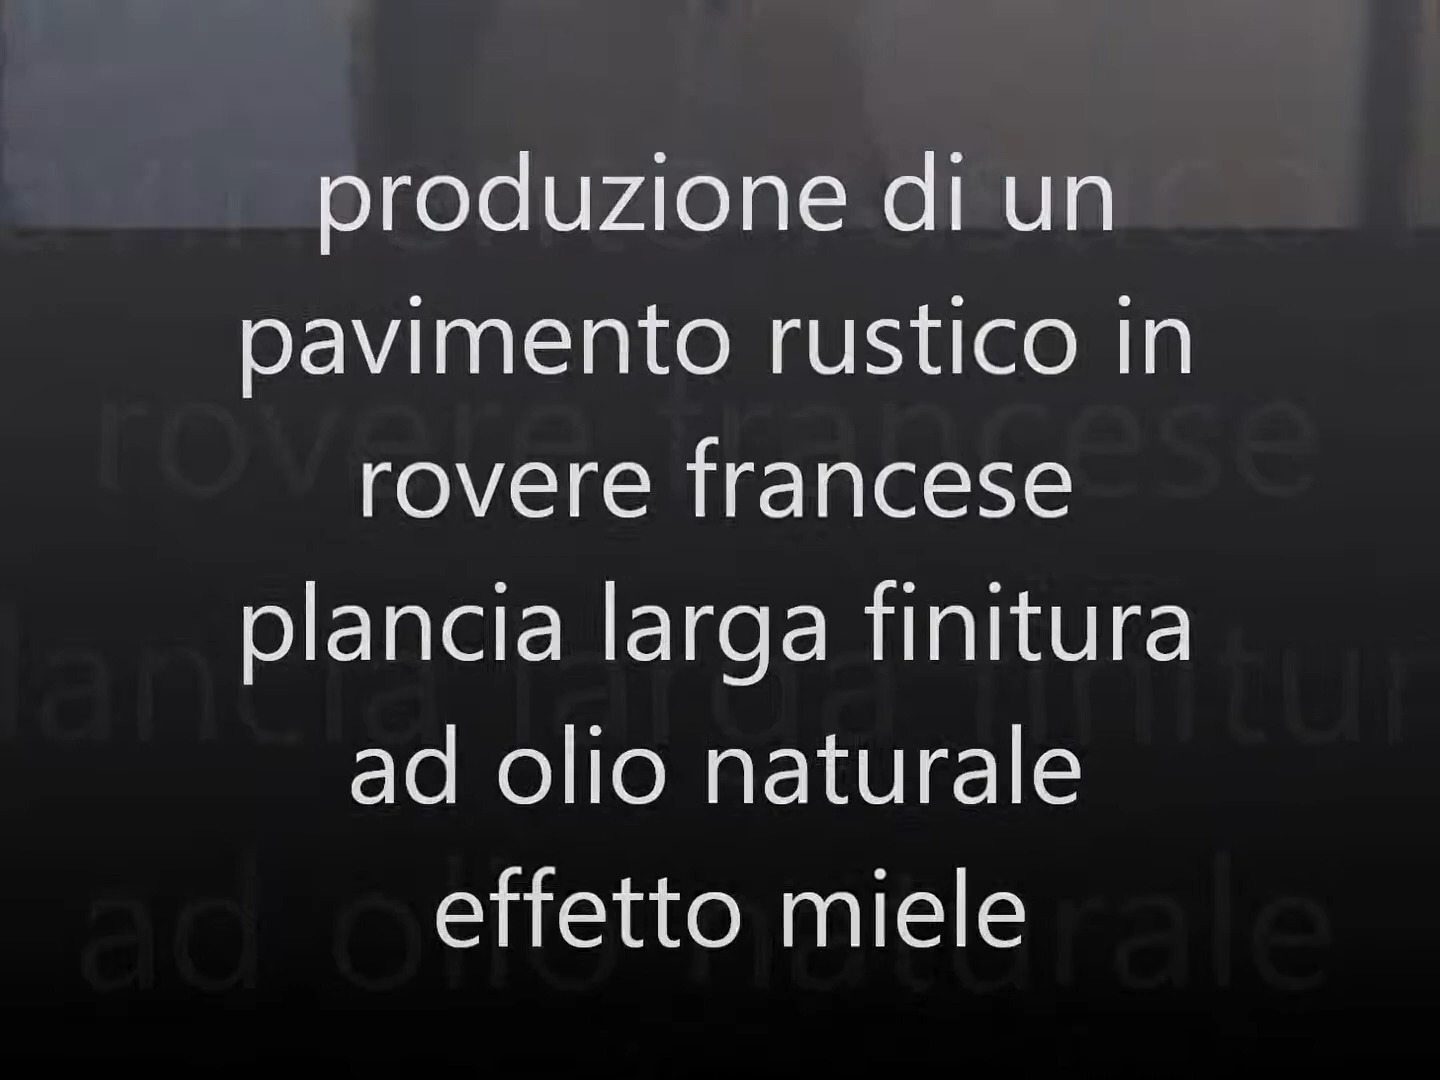 produzione di un
pavimento rustico in
rovere francese
plancia larga finitura
ad olio naturale
effetto miele